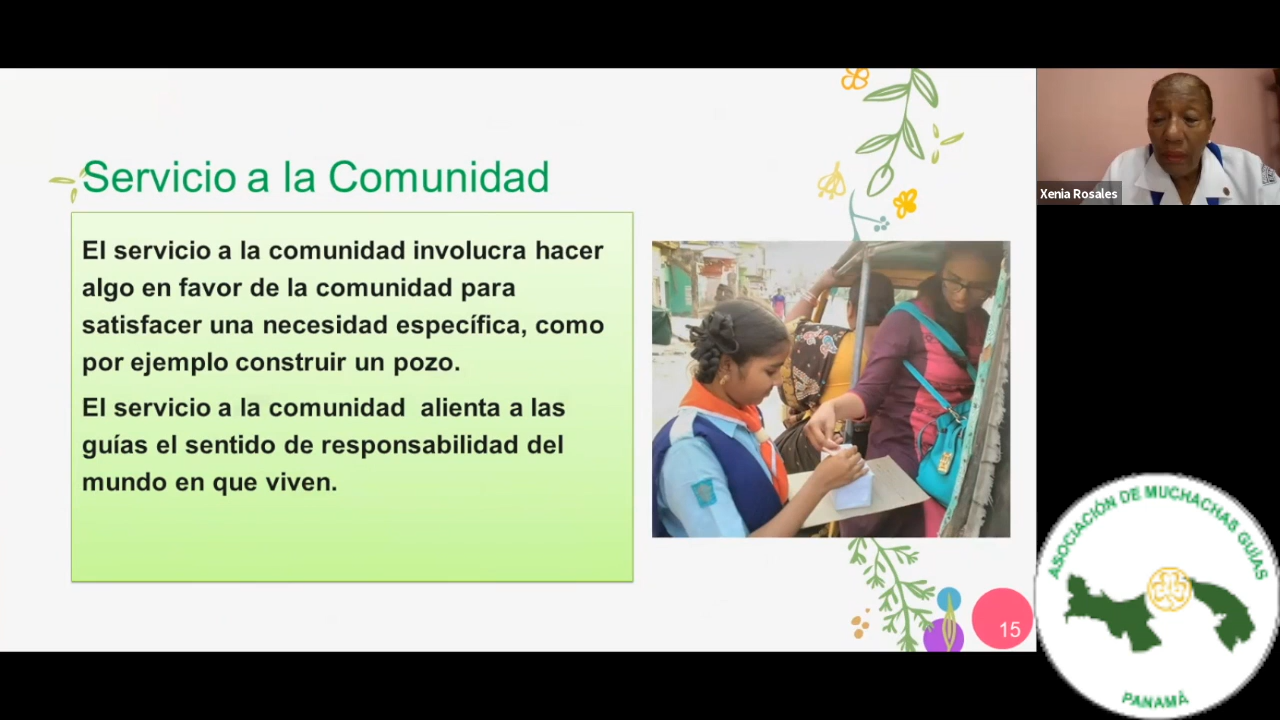 Servicio a la Comunidad
El servicio a la comunidad involucra hacer
algo en favor de la comunidad para
satisfacer una necesidad específica, como
por ejemplo construir un pozo.
El servicio a la comunidad  alienta a las
guías el sentido de responsabilidad del
mundo en que viven.
15
Xenia Rosales
ASOCIACIÓN DE MUCHACHAS GUÍAS
PANAMÁ